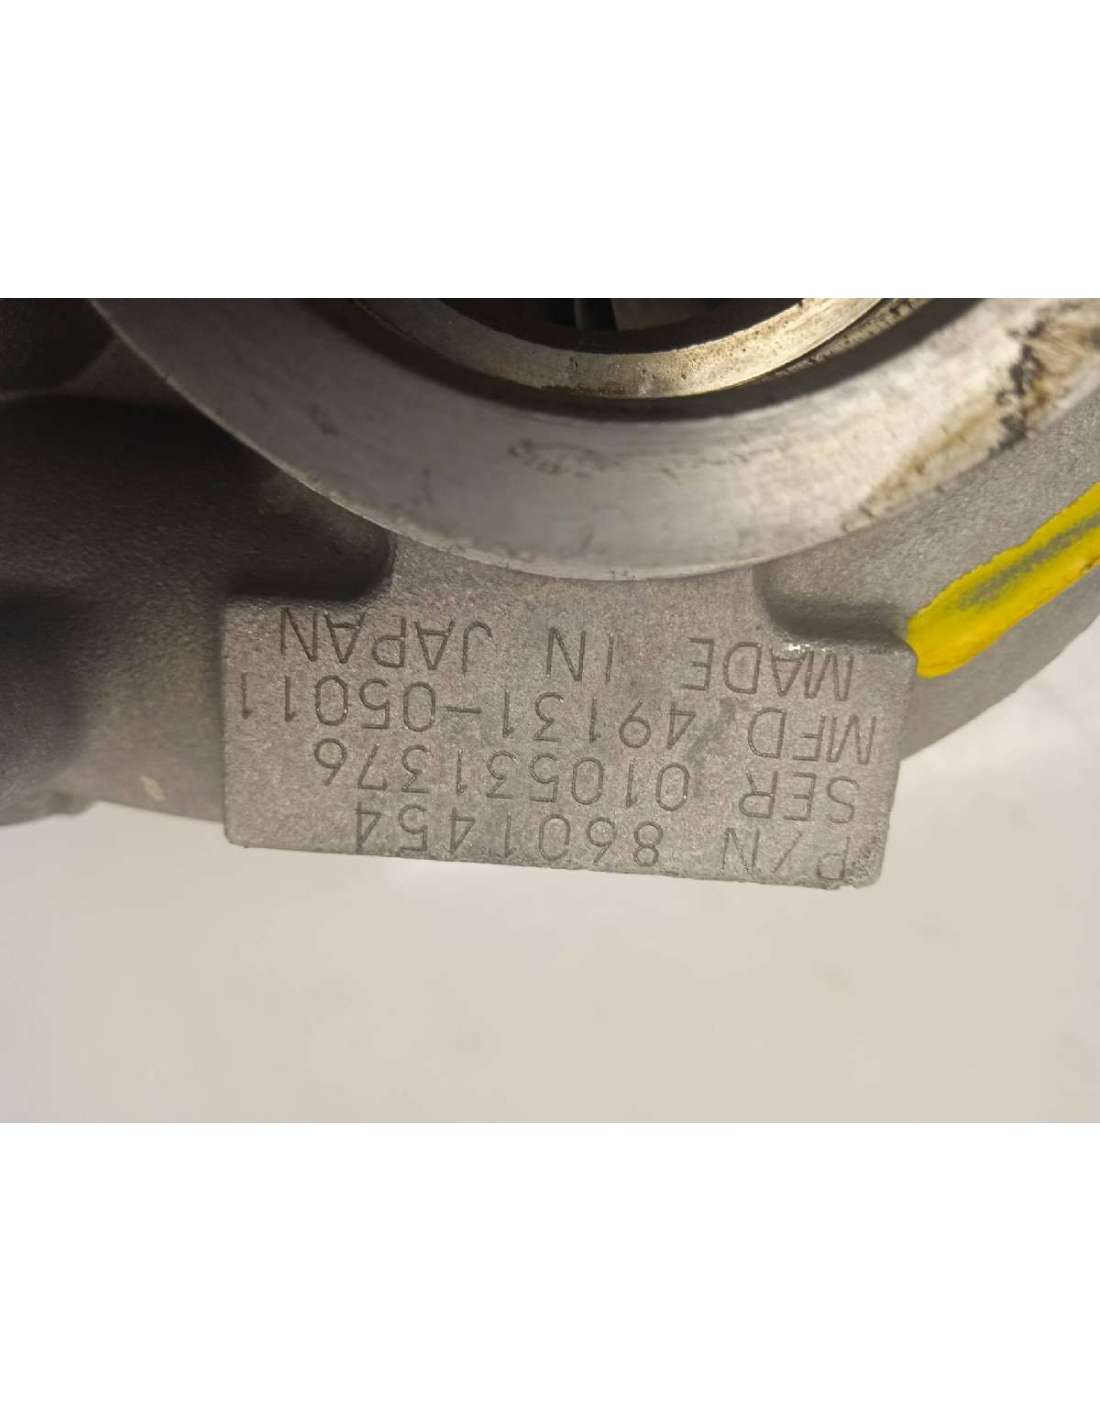 P/N 8601454
SER 010531376
MFD 49131-05011
MADE IN JAPAN